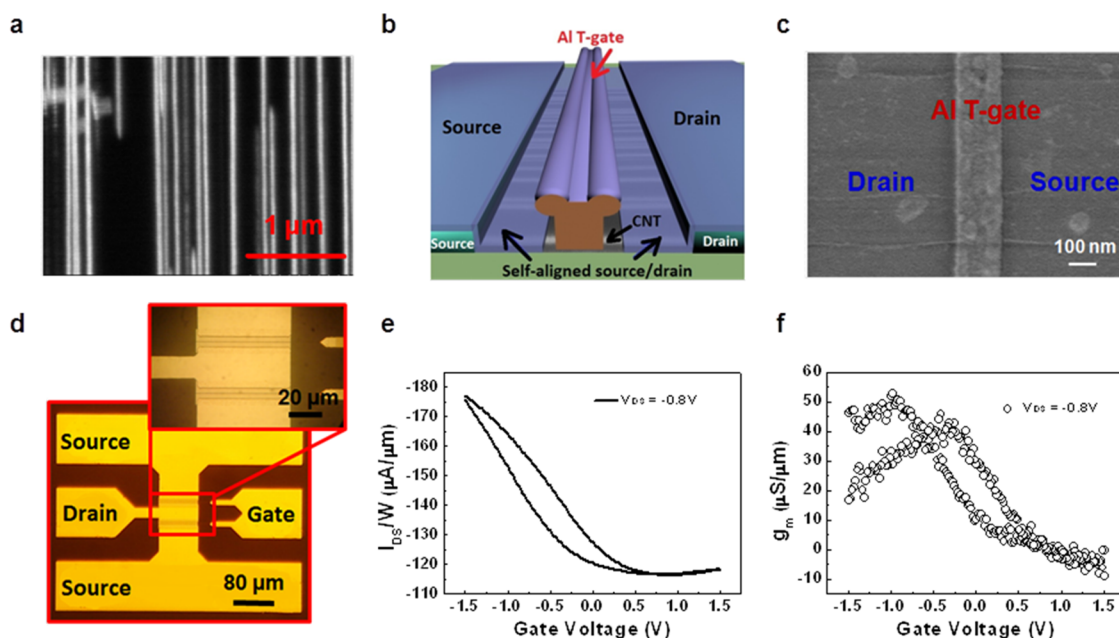 a
1 µm
b
Al T-gate
Source
Drain
CNT
Source
Drain
Self-aligned source/drain
c
Al T-gate
Drain
Source
100 nm
d
20 µm
Source
Drain
Gate
Source
80 µm
e
-180
-170
-160
-150
-140
-130
-120
-110
I_DS/W (µA/µm)
V_DS = -0.8V
-1.5 -1.0 -0.5 0.0 0.5 1.0 1.5
Gate Voltage (V)
f
60
50
40
30
20
10
0
-10
g_m (µS/µm)
V_DS = -0.8V
-1.5 -1.0 -0.5 0.0 0.5 1.0 1.5
Gate Voltage (V)